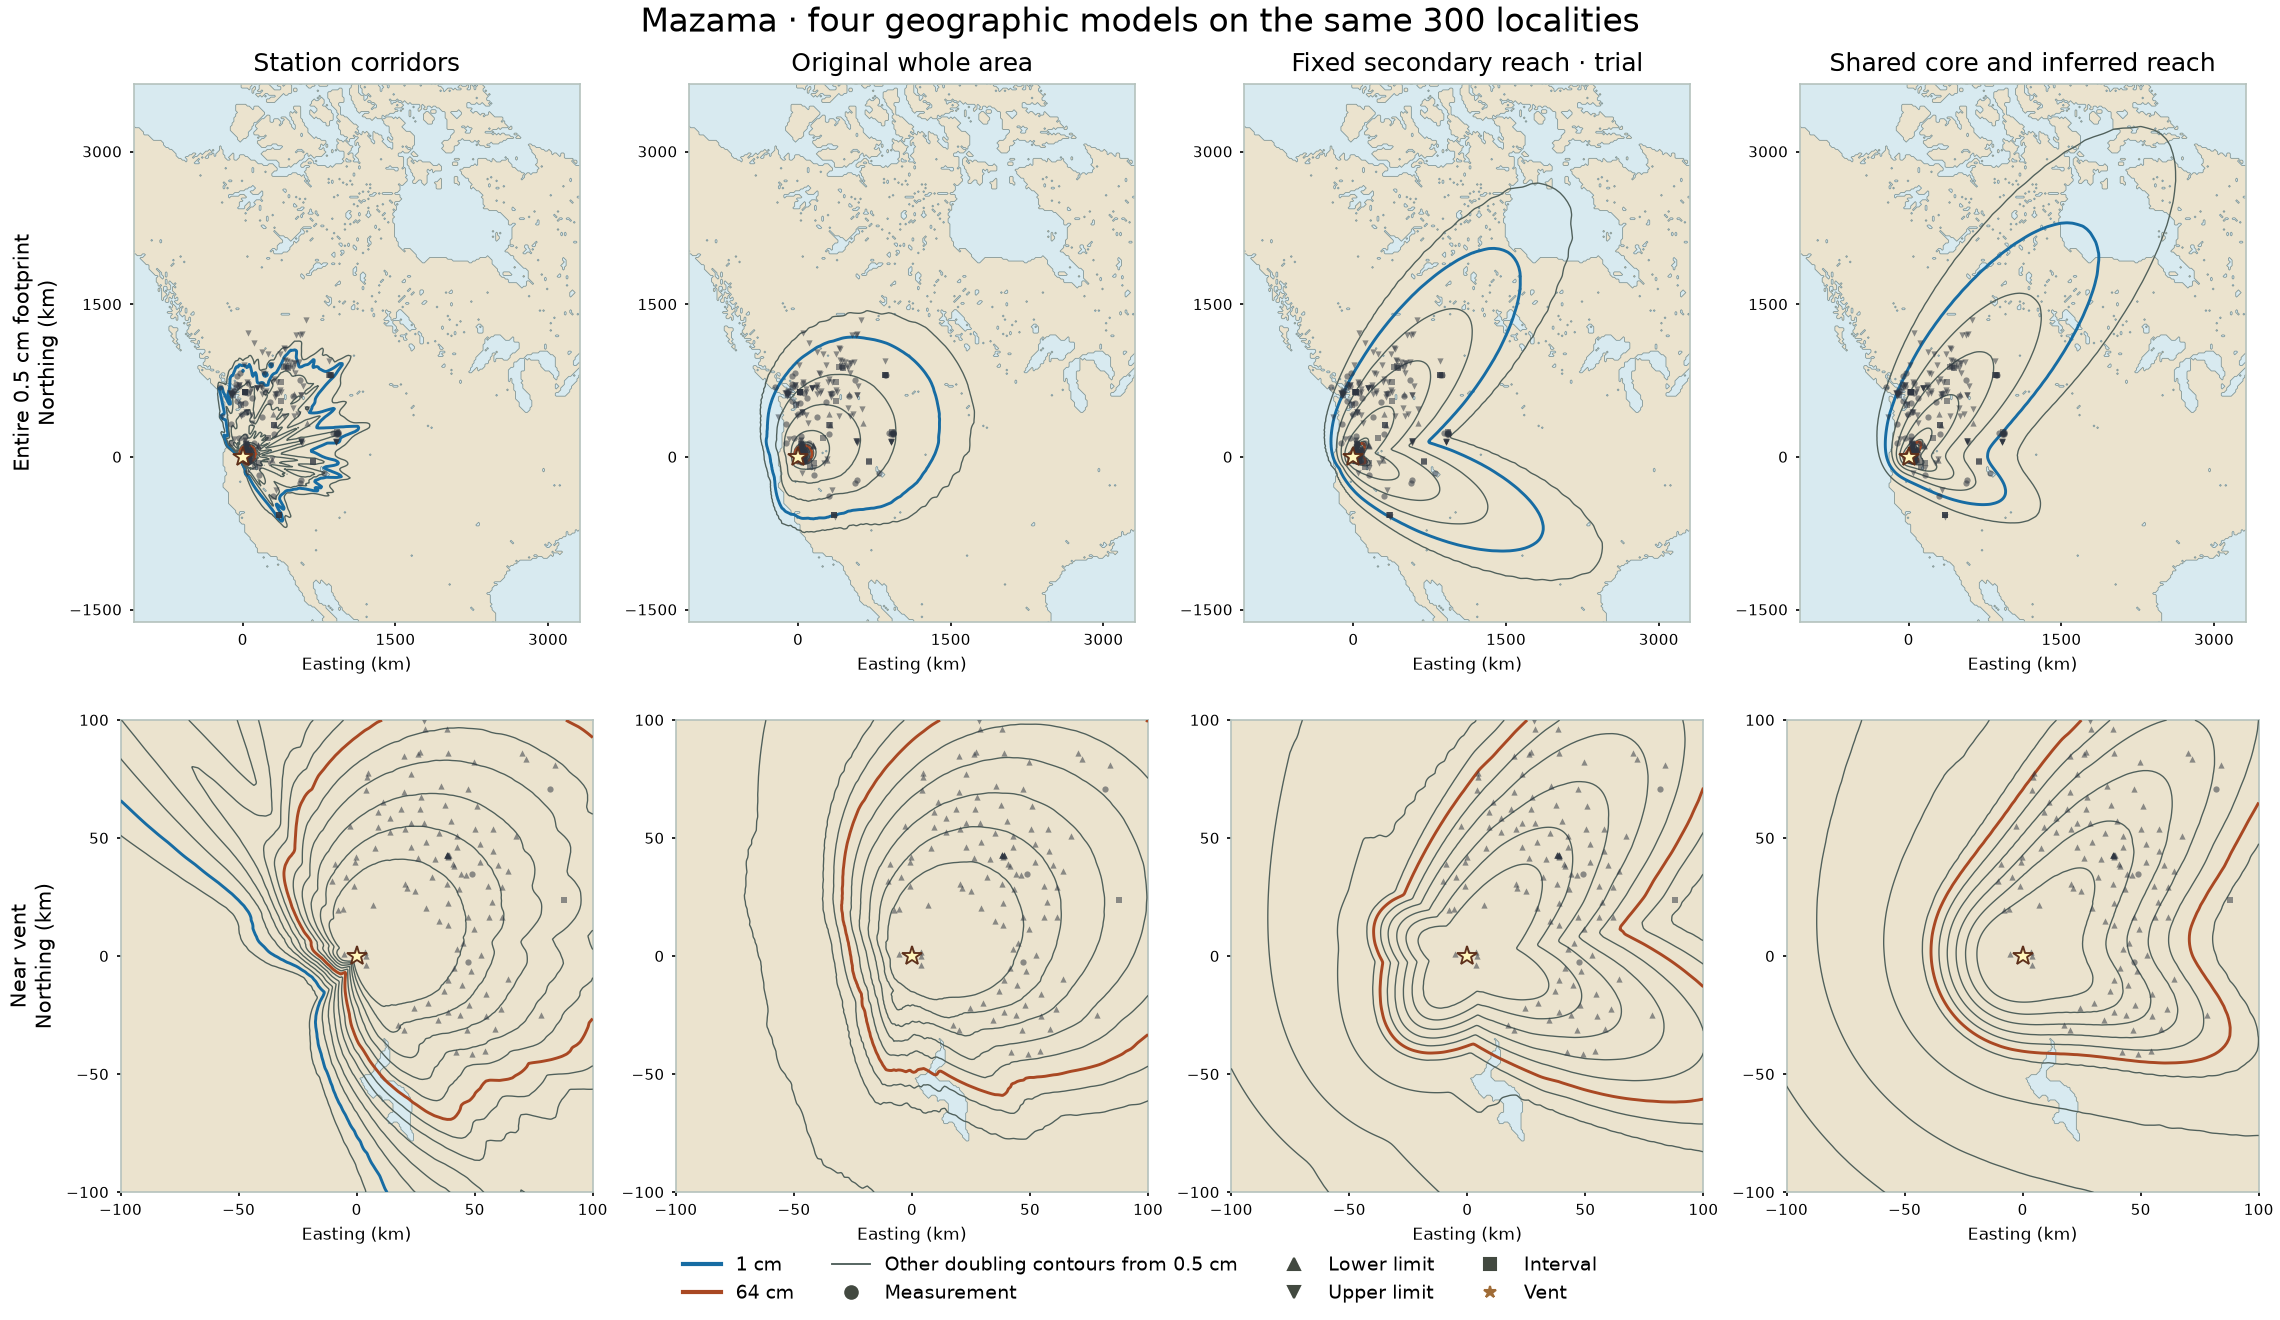 Mazama · four geographic models on the same 300 localities
Station corridors
Original whole area
Fixed secondary reach · trial
Shared core and inferred reach
Entire 0.5 cm footprint
Northing (km)
3000
1500
0
−1500
0
1500
3000
Easting (km)
3000
1500
0
−1500
0
1500
3000
Easting (km)
3000
1500
0
−1500
0
1500
3000
Easting (km)
3000
1500
0
−1500
0
1500
3000
Easting (km)
Near vent
Northing (km)
100
50
0
−50
−100
−100
−50
0
50
100
Easting (km)
100
50
0
−50
−100
−100
−50
0
50
100
Easting (km)
100
50
0
−50
−100
−100
−50
0
50
100
Easting (km)
100
50
0
−50
−100
−100
−50
0
50
100
Easting (km)
1 cm
64 cm
Other doubling contours from 0.5 cm
Measurement
Lower limit
Upper limit
Interval
Vent